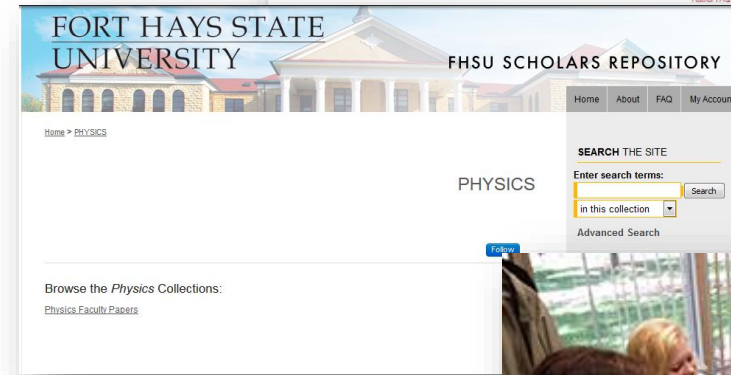 FORT HAYS STATE
UNIVERSITY
FHSU SCHOLARS REPOSITORY
Home About FAQ My Accoun
Home > PHYSICS
SEARCH THE SITE
Enter search terms:
Search
in this collection
Advanced Search
PHYSICS
Follow
Browse the Physics Collections:
Physics Faculty Papers